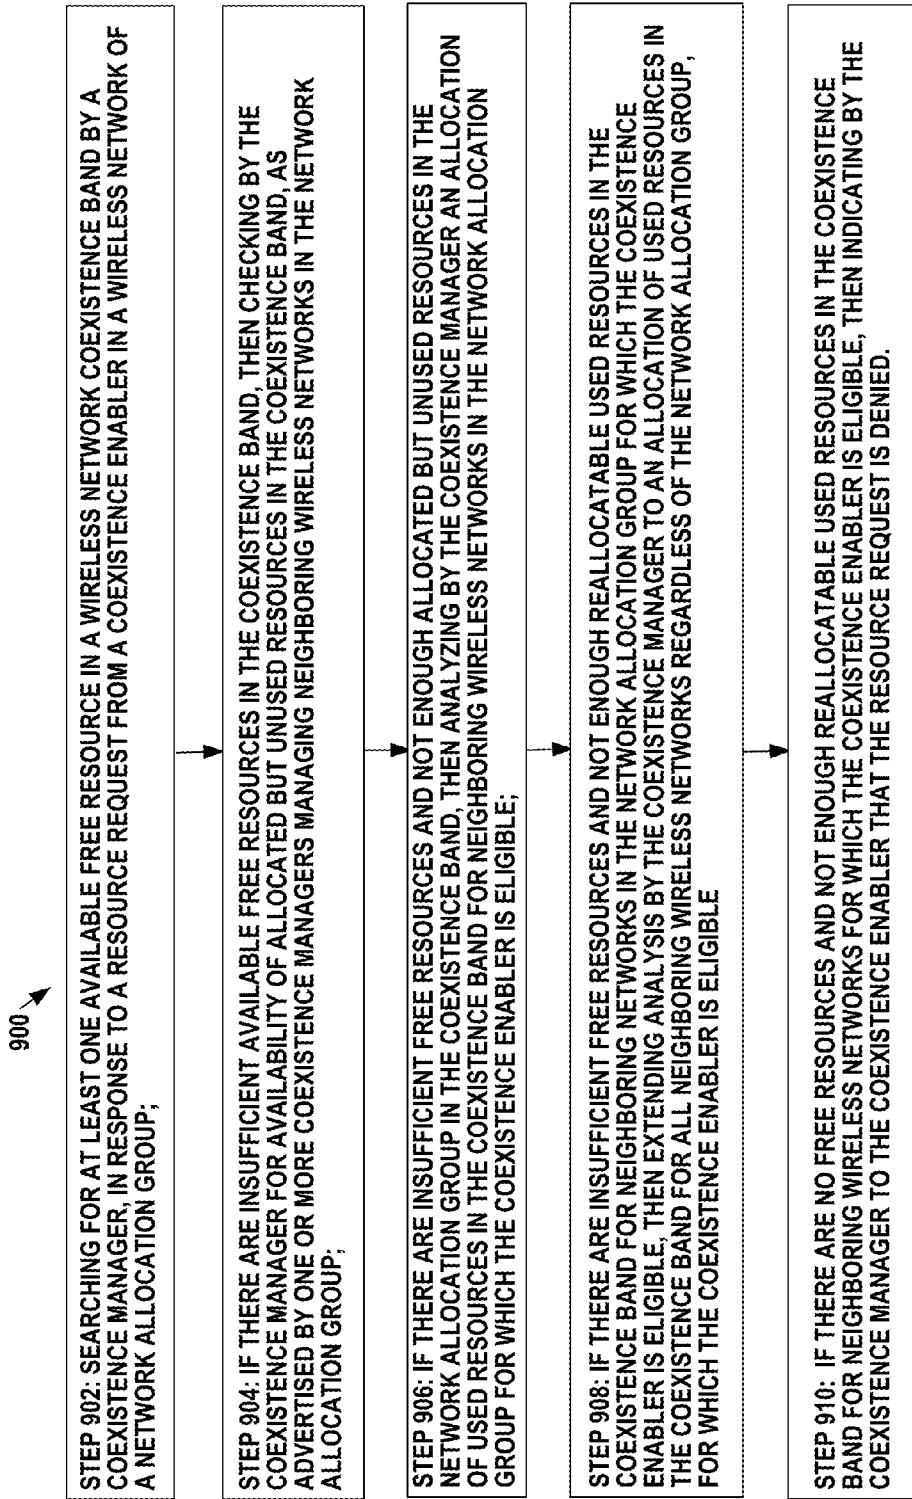 900
STEP 902: SEARCHING FOR AT LEAST ONE AVAILABLE FREE RESOURCE IN A WIRELESS NETWORK COEXISTENCE BAND BY A
COEXISTENCE MANAGER, IN RESPONSE TO A RESOURCE REQUEST FROM A COEXISTENCE ENABLER IN A WIRELESS NETWORK OF
A NETWORK ALLOCATION GROUP;
STEP 904: IF THERE ARE INSUFFICIENT AVAILABLE FREE RESOURCES IN THE COEXISTENCE BAND, THEN CHECKING BY THE
COEXISTENCE MANAGER FOR AVAILABILITY OF ALLOCATED BUT UNUSED RESOURCES IN THE COEXISTENCE BAND, AS
ADVERTISED BY ONE OR MORE COEXISTENCE MANAGERS MANAGING NEIGHBORING WIRELESS NETWORKS IN THE NETWORK
ALLOCATION GROUP;
STEP 906: IF THERE ARE INSUFFICIENT FREE RESOURCES AND NOT ENOUGH ALLOCATED BUT UNUSED RESOURCES IN THE
NETWORK ALLOCATION GROUP IN THE COEXISTENCE BAND, THEN ANALYZING BY THE COEXISTENCE MANAGER AN ALLOCATION
OF USED RESOURCES IN THE COEXISTENCE BAND FOR NEIGHBORING WIRELESS NETWORKS IN THE NETWORK ALLOCATION
GROUP FOR WHICH THE COEXISTENCE ENABLER IS ELIGIBLE;
STEP 908: IF THERE ARE INSUFFICIENT FREE RESOURCES AND NOT ENOUGH REALLOCATABLE USED RESOURCES IN THE
COEXISTENCE BAND FOR NEIGHBORING NETWORKS IN THE NETWORK ALLOCATION GROUP FOR WHICH THE COEXISTENCE
ENABLER IS ELIGIBLE, THEN EXTENDING ANALYSIS BY THE COEXISTENCE MANAGER TO AN ALLOCATION OF USED RESOURCES IN
THE COEXISTENCE BAND FOR ALL NEIGHBORING WIRELESS NETWORKS REGARDLESS OF THE NETWORK ALLOCATION GROUP,
FOR WHICH THE COEXISTENCE ENABLER IS ELIGIBLE
STEP 910: IF THERE ARE NO FREE RESOURCES AND NOT ENOUGH REALLOCATABLE USED RESOURCES IN THE COEXISTENCE
BAND FOR NEIGHBORING WIRELESS NETWORKS FOR WHICH THE COEXISTENCE ENABLER IS ELIGIBLE, THEN INDICATING BY THE
COEXISTENCE MANAGER TO THE COEXISTENCE ENABLER THAT THE RESOURCE REQUEST IS DENIED.